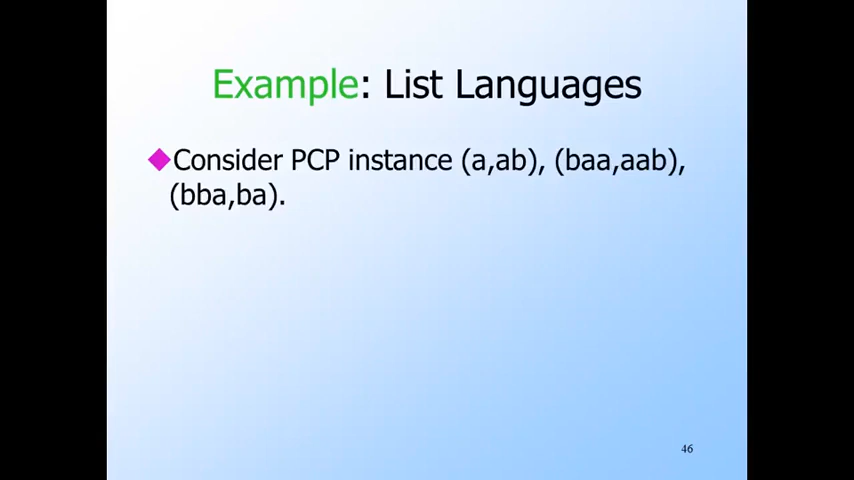 Example: List Languages
Consider PCP instance (a,ab), (baa,aab),
(bba,ba).
46